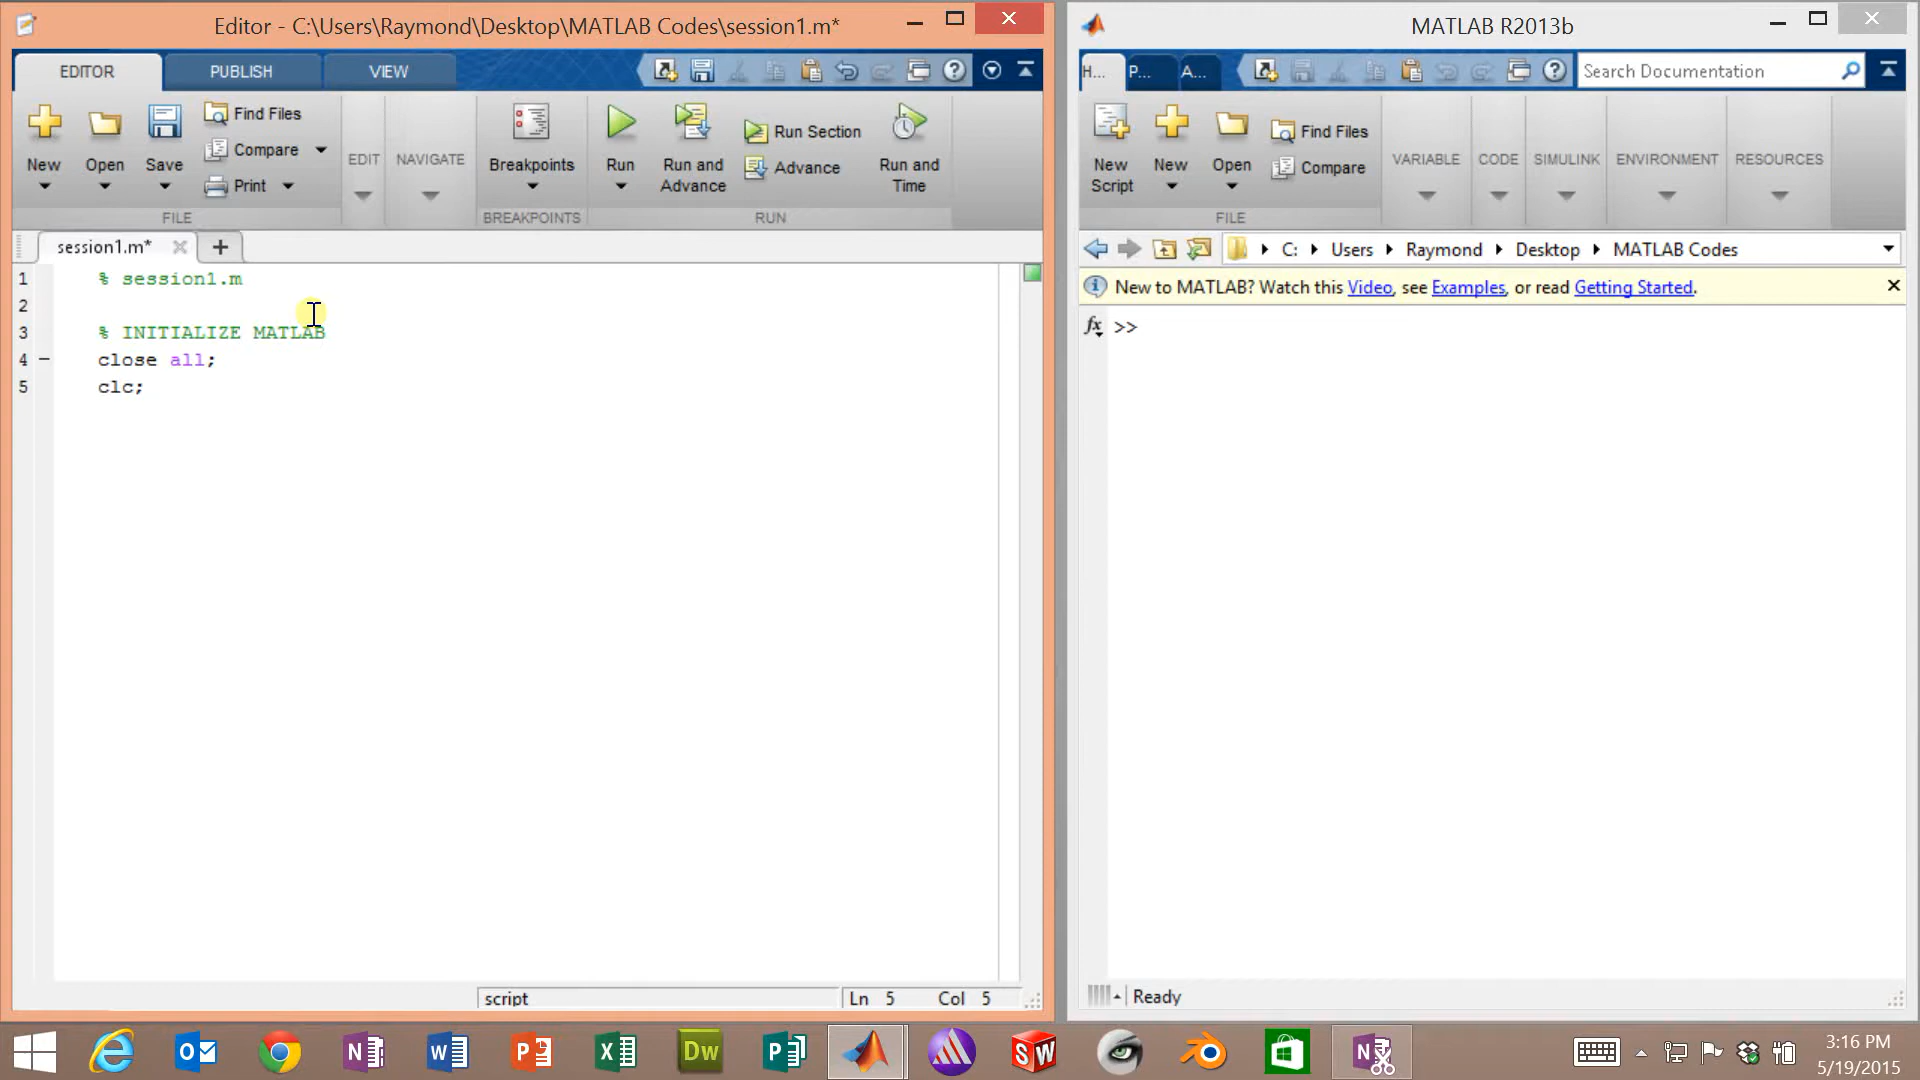 Editor - C:\Users\Raymond\Desktop\MATLAB Codes\session1.m*
EDITOR
PUBLISH
VIEW
New
Open
Save
Find Files
Compare
Print
FILE
EDIT
NAVIGATE
Breakpoints
BREAKPOINTS
Run
Run and Advance
Run Section
Advance
Run and Time
RUN
session1.m*
1 % session1.m
2
3 % INITIALIZE MATLAB
4 – close all;
5 clc;
script
Ln 5 Col 5
MATLAB R2013b
H...
P...
A...
Search Documentation
New Script
New
Open
Find Files
Compare
FILE
VARIABLE
CODE
SIMULINK
ENVIRONMENT
RESOURCES
C: Users Raymond Desktop MATLAB Codes
New to MATLAB? Watch this Video, see Examples, or read Getting Started.
fx >>
Ready
3:16 PM
5/19/2015